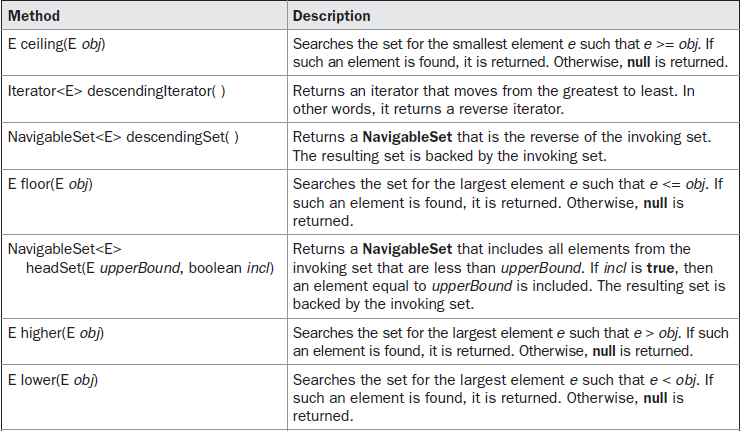 Method Description
E ceiling(E obj) Searches the set for the smallest element e such that e >= obj. If
such an element is found, it is returned. Otherwise, null is returned.
Iterator<E> descendingIterator( ) Returns an iterator that moves from the greatest to least. In
other words, it returns a reverse iterator.
NavigableSet<E> descendingSet( ) Returns a NavigableSet that is the reverse of the invoking set.
The resulting set is backed by the invoking set.
E floor(E obj) Searches the set for the largest element e such that e <= obj. If
such an element is found, it is returned. Otherwise, null is
returned.
NavigableSet<E> Returns a NavigableSet that includes all elements from the
headSet(E upperBound, boolean incl) invoking set that are less than upperBound. If incl is true, then
an element equal to upperBound is included. The resulting set is
backed by the invoking set.
E higher(E obj) Searches the set for the largest element e such that e > obj. If such
an element is found, it is returned. Otherwise, null is returned.
E lower(E obj) Searches the set for the largest element e such that e < obj. If
such an element is found, it is returned. Otherwise, null is
returned.